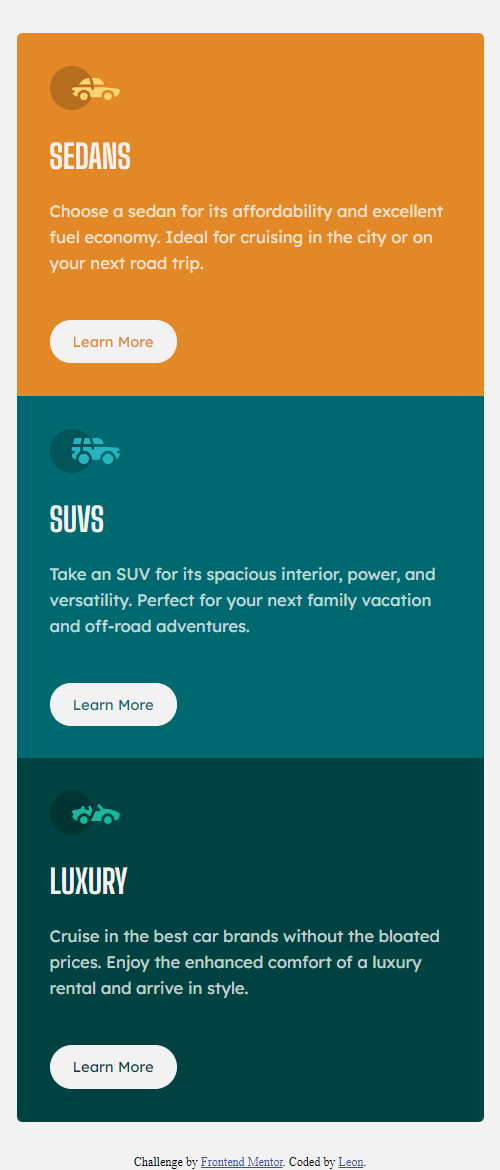 SEDANS
Choose a sedan for its affordability and excellent
fuel economy. Ideal for cruising in the city or on
your next road trip.
Learn More
SUVS
Take an SUV for its spacious interior, power, and
versatility. Perfect for your next family vacation
and off-road adventures.
Learn More
LUXURY
Cruise in the best car brands without the bloated
prices. Enjoy the enhanced comfort of a luxury
rental and arrive in style.
Learn More
Challenge by Frontend Mentor. Coded by Leon.